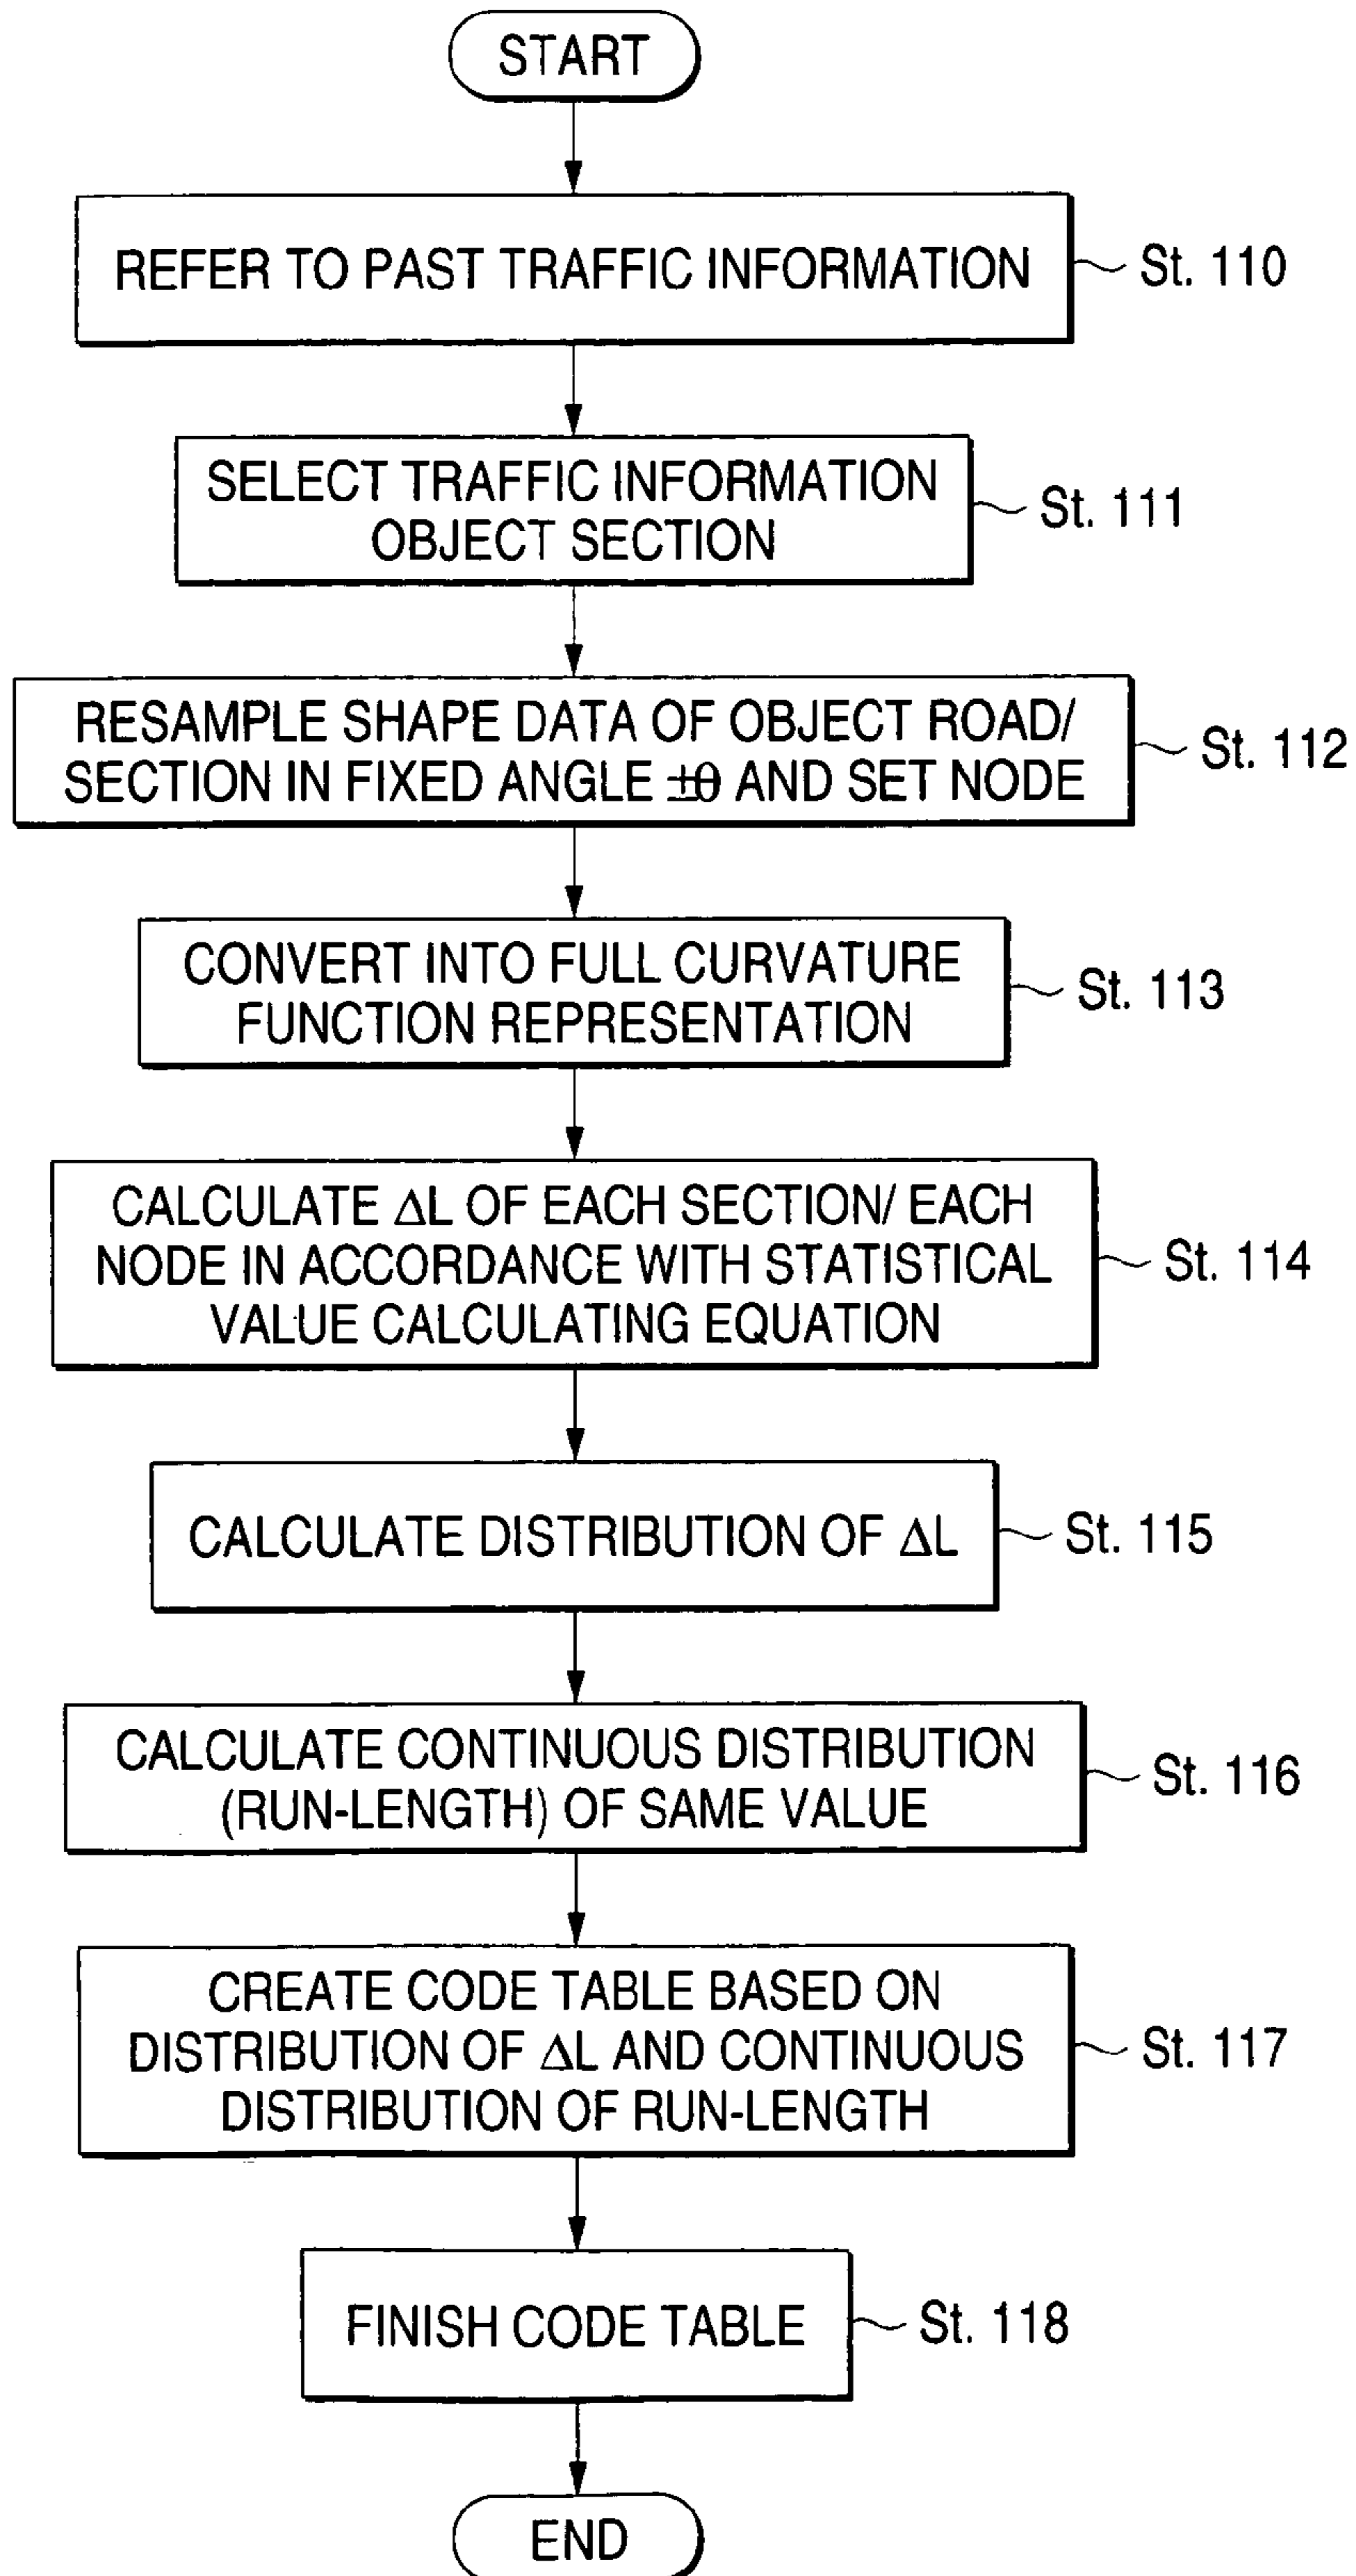 START
REFER TO PAST TRAFFIC INFORMATION
St. 110
SELECT TRAFFIC INFORMATION
OBJECT SECTION
St. 111
RESAMPLE SHAPE DATA OF OBJECT ROAD/
SECTION IN FIXED ANGLE ±θ AND SET NODE
St. 112
CONVERT INTO FULL CURVATURE
FUNCTION REPRESENTATION
St. 113
CALCULATE ΔL OF EACH SECTION/ EACH
NODE IN ACCORDANCE WITH STATISTICAL
VALUE CALCULATING EQUATION
St. 114
CALCULATE DISTRIBUTION OF ΔL
St. 115
CALCULATE CONTINUOUS DISTRIBUTION
(RUN-LENGTH) OF SAME VALUE
St. 116
CREATE CODE TABLE BASED ON
DISTRIBUTION OF ΔL AND CONTINUOUS
DISTRIBUTION OF RUN-LENGTH
St. 117
FINISH CODE TABLE
St. 118
END